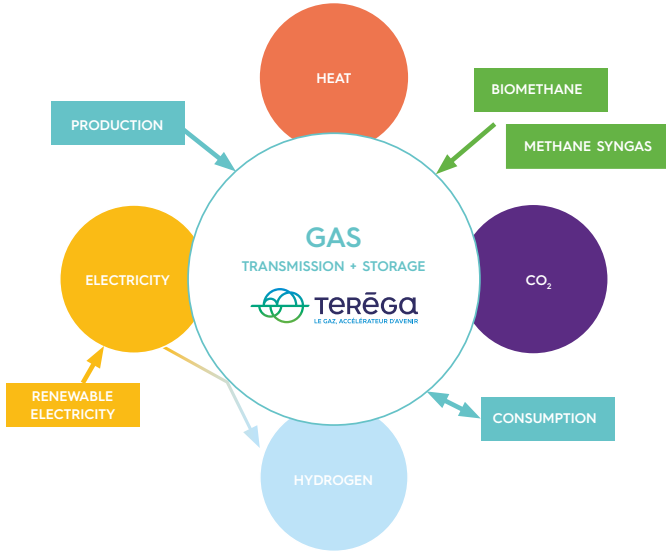 HEAT
BIOMETHANE
PRODUCTION
METHANE SYNGAS
GAS
TRANSMISSION + STORAGE
ELECTRICITY
CO₂
TERĒGA
LE GAZ, ACCÉLÉRATEUR D'AVENIR
RENEWABLE
ELECTRICITY
CONSUMPTION
HYDROGEN